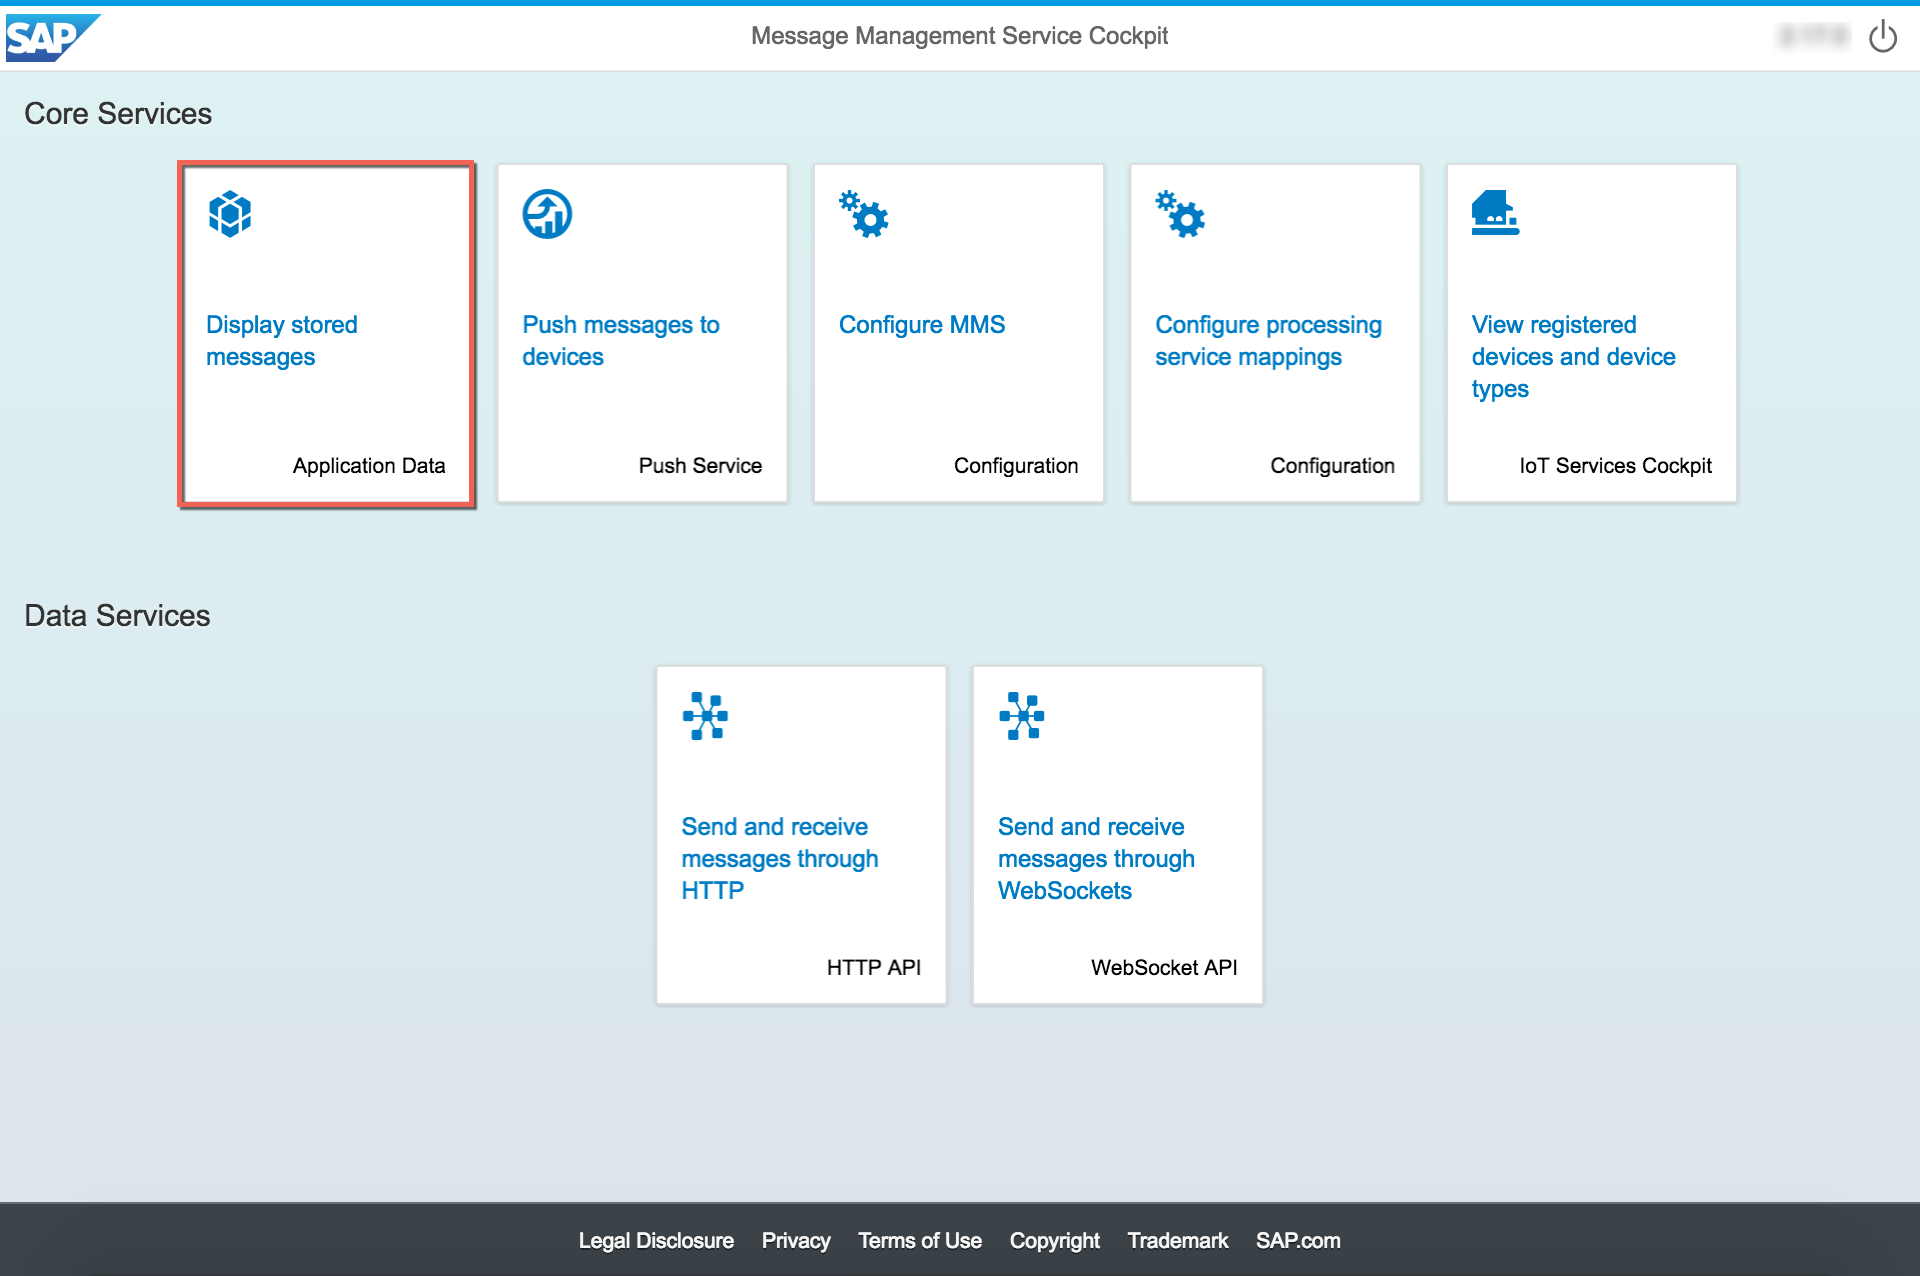 SAP
Message Management Service Cockpit
Core Services
Display stored
messages
Application Data
Push messages to
devices
Push Service
Configure MMS
Configuration
Configure processing
service mappings
Configuration
View registered
devices and device
types
IoT Services Cockpit
Data Services
Send and receive
messages through
HTTP
HTTP API
Send and receive
messages through
WebSockets
WebSocket API
Legal Disclosure Privacy Terms of Use Copyright Trademark SAP.com